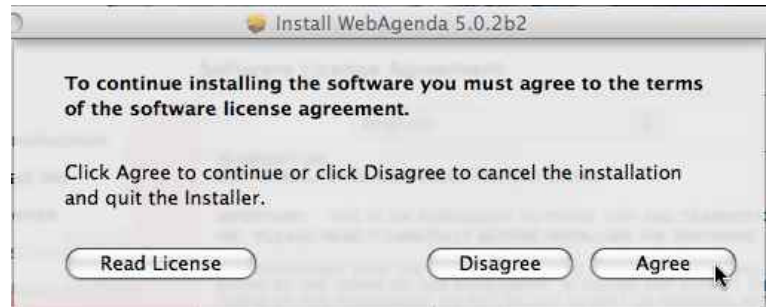 Install WebAgenda 5.0.2b2
To continue installing the software you must agree to the terms
of the software license agreement.
Click Agree to continue or click Disagree to cancel the installation
and quit the Installer.
Read License
Disagree
Agree